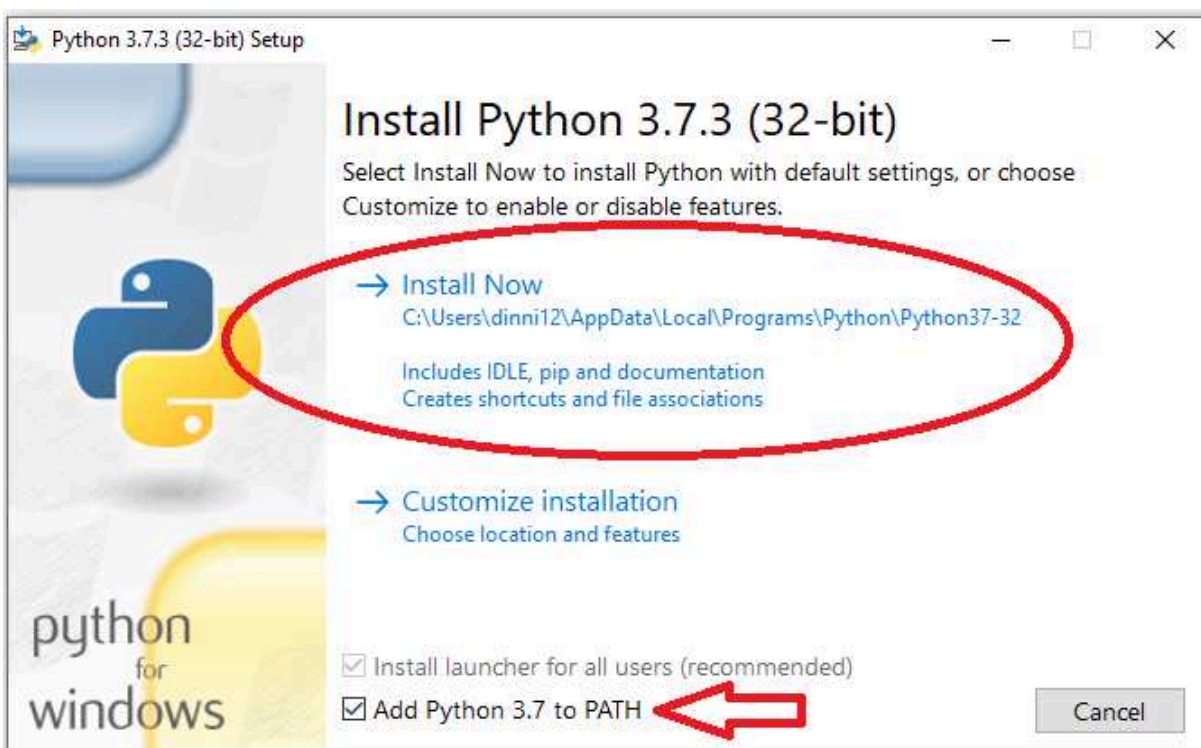 Python 3.7.3 (32-bit) Setup
Install Python 3.7.3 (32-bit)
Select Install Now to install Python with default settings, or choose
Customize to enable or disable features.
Install Now
C:\Users\dinni12\AppData\Local\Programs\Python\Python37-32
Includes IDLE, pip and documentation
Creates shortcuts and file associations
Customize installation
Choose location and features
python
for
windows
Install launcher for all users (recommended)
Add Python 3.7 to PATH
Cancel